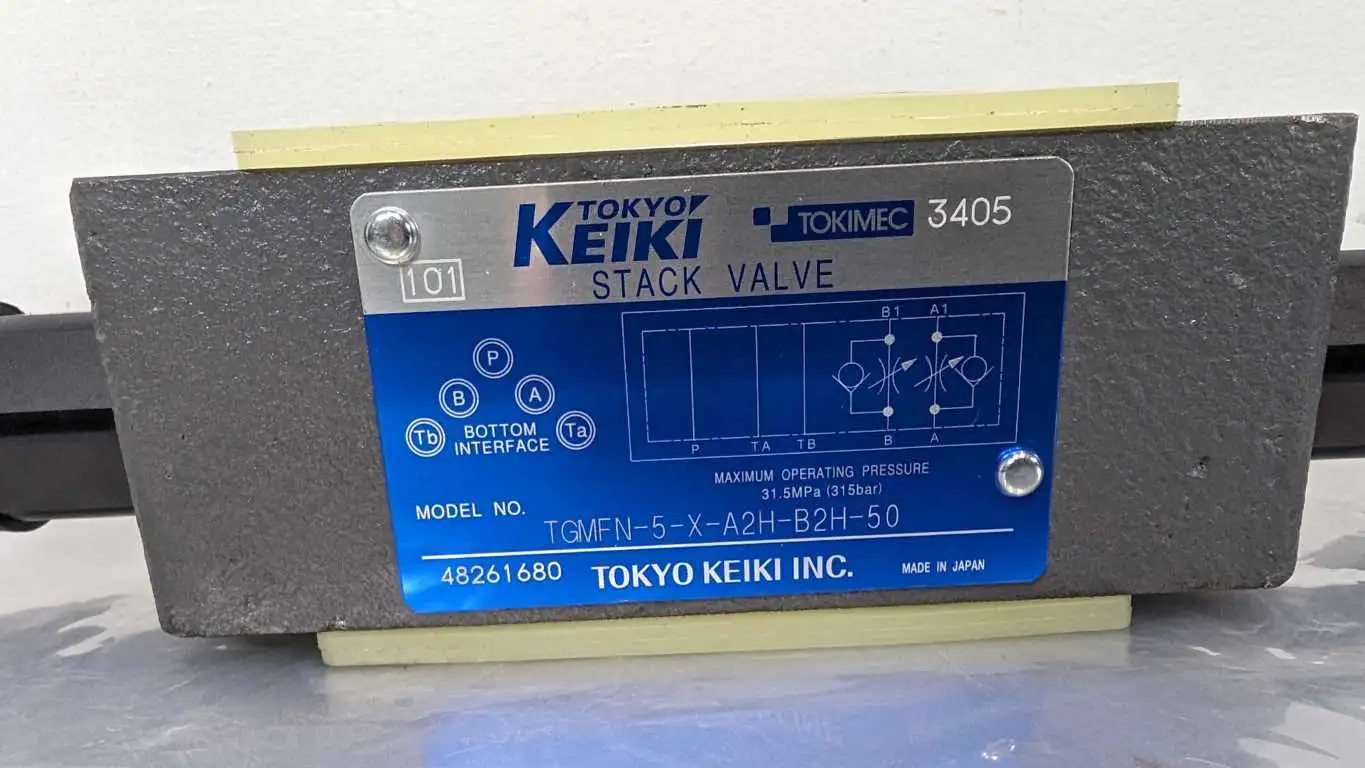 TOKYO
KEIKI
TOKIMEC 3405
101
STACK VALVE
B1 A1
P
B A
Tb BOTTOM INTERFACE Ta
P TA TB B A
MAXIMUM OPERATING PRESSURE
31.5MPa (315bar)
MODEL NO.
TGMFN-5-X-A2H-B2H-50
48261680 TOKYO KEIKI INC. MADE IN JAPAN